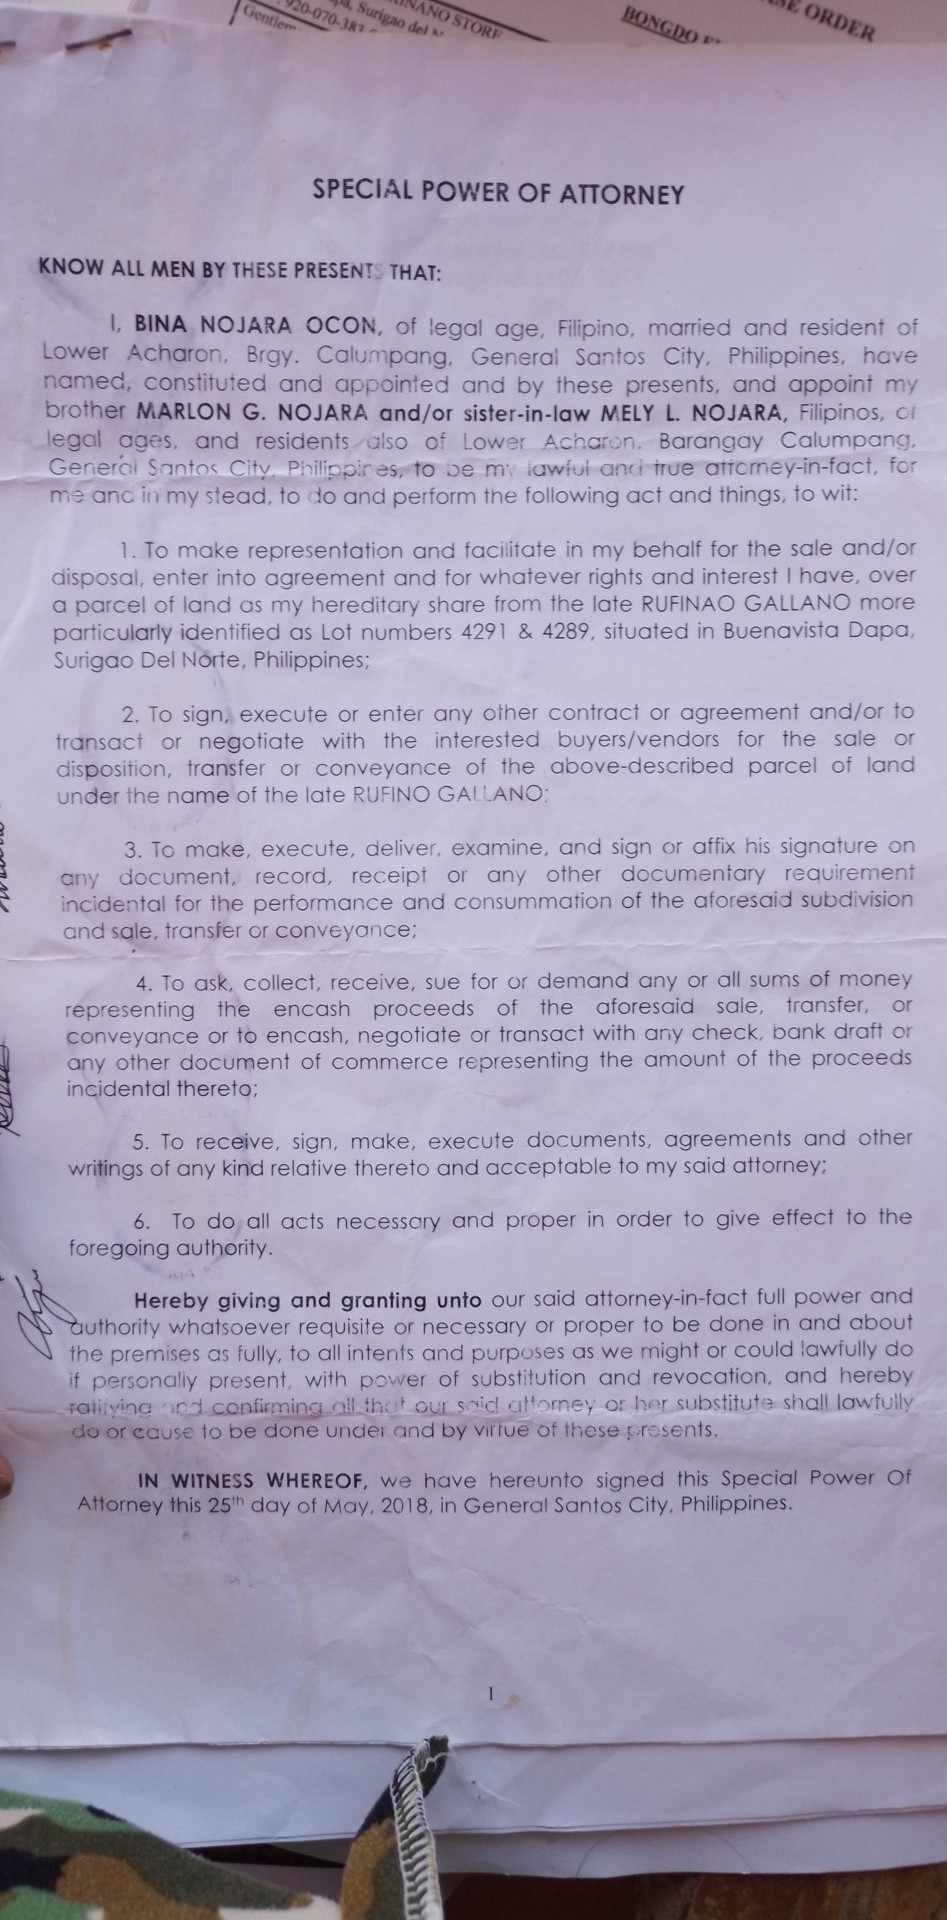 SE ORDER
INANO STORE
BONGDO
920-070-383
Surigao del
SPECIAL POWER OF ATTORNEY
KNOW ALL MEN BY THESE PRESENTS THAT:
I, BINA NOJARA OCON, of legal age, Filipino, married and resident of
Lower Acharon, Brgy. Calumpang, General Santos City, Philippines, have
named, constituted and appointed and by these presents, and appoint my
brother MARLON G. NOJARA and/or sister-in-law MELY L. NOJARA, Filipinos, of
legal ages, and residents also of Lower Acharon, Barangay Calumpang,
General Santos City, Philippines, to be my lawful and true attorney-in-fact, for
me and in my stead, to do and perform the following act and things, to wit:
1. To make representation and facilitate in my behalf for the sale and/or
disposal, enter into agreement and for whatever rights and interest I have, over
a parcel of land as my hereditary share from the late RUFINAO GALLANO more
particularly identified as Lot numbers 4291 & 4289, situated in Buenavista Dapa,
Surigao Del Norte, Philippines;
2. To sign, execute or enter any other contract or agreement and/or to
transact or negotiate with the interested buyers/vendors for the sale or
disposition, transfer or conveyance of the above-described parcel of land
under the name of the late RUFINO GALLANO;
3. To make, execute, deliver, examine, and sign or affix his signature on
any document, record, receipt or any other documentary requirement
incidental for the performance and consummation of the aforesaid subdivision
and sale, transfer or conveyance;
4. To ask, collect, receive, sue for or demand any or all sums of money
representing the encash proceeds of the aforesaid sale, transfer, or
conveyance or to encash, negotiate or transact with any check, bank draft or
any other document of commerce representing the amount of the proceeds
incidental thereto;
5. To receive, sign, make, execute documents, agreements and other
writings of any kind relative thereto and acceptable to my said attorney;
6. To do all acts necessary and proper in order to give effect to the
foregoing authority.
Hereby giving and granting unto our said attorney-in-fact full power and
authority whatsoever requisite or necessary or proper to be done in and about
the premises as fully, to all intents and purposes as we might or could lawfully do
if personally present, with power of substitution and revocation, and hereby
ratifying and confirming all that our said attorney or her substitute shall lawfully
do or cause to be done under and by virtue of these presents.
IN WITNESS WHEREOF, we have hereunto signed this Special Power Of
Attorney this 25th day of May, 2018, in General Santos City, Philippines.
1